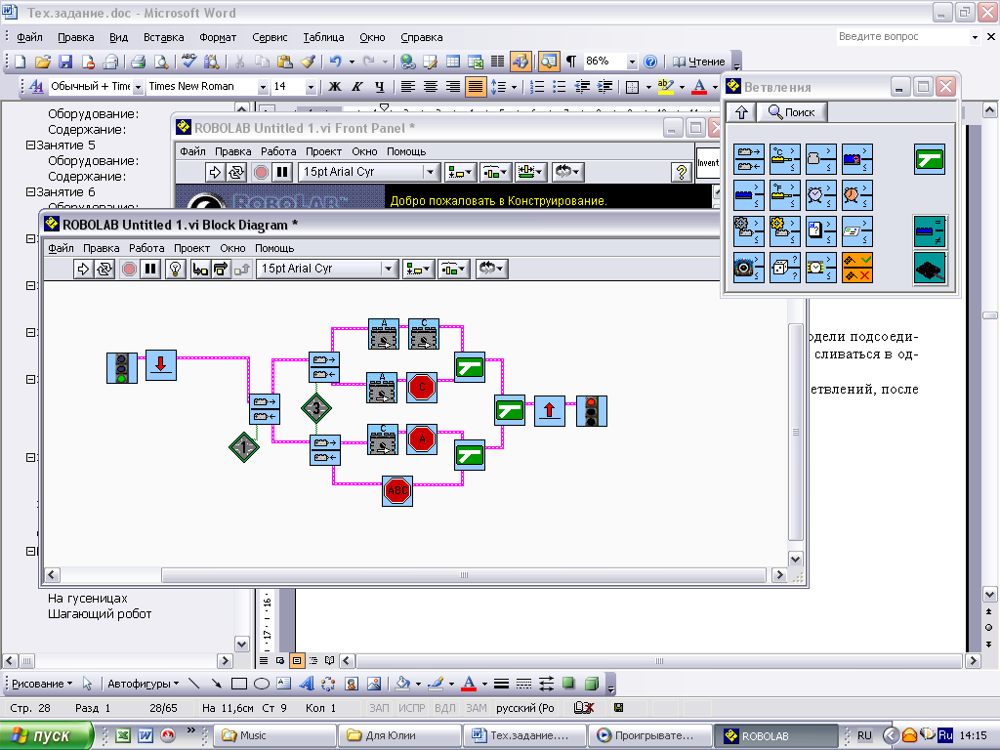 Тех.задание.doc - Microsoft Word
Файл Правка Вид Вставка Формат Сервис Таблица Окно Справка
Введите вопрос
86%
Чтение
Обычный + Time
Times New Roman
14
Ж К Ч
Оборудование:
Содержание:
Занятие 5
Оборудование:
Содержание:
Занятие 6
ROBOLAB Untitled 1.vi Front Panel *
Файл Правка Работа Проект Окно Помощь
15pt Arial Cyr
Invent
ROBOLAB™
Добро пожаловать в Конструирование.
Ветвления
Поиск
ROBOLAB Untitled 1.vi Block Diagram *
Файл Правка Работа Проект Окно Помощь
15pt Arial Cyr
A C
A C
3
1
C A
ABC
одели подсоеди-
сливаться в од-
етвлений, после
На гусеницах
Шагающий робот
Рисование
Автофигуры
Стр. 28 Разд 1 28/65 На 11,6см Ст 9 Кол 1 ЗАП ИСПР ВДЛ ЗАМ русский (Ро
пуск
Music
Для Юлии
Тех.задание....
Проигрывате...
ROBOLAB
RU
Ru
14:15